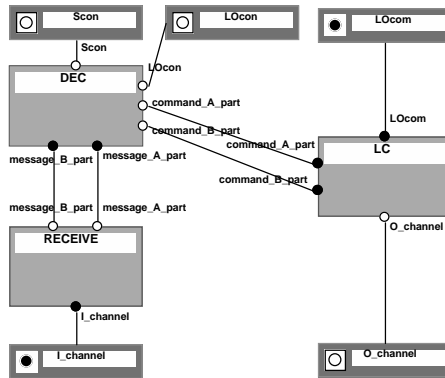 Scon
LOcon
LOcom
Scon
LOcon
DEC
command_A_part
LOcom
command_B_part
command_A_part
LC
message_B_part
message_A_part
command_B_part
message_B_part
message_A_part
O_channel
RECEIVE
I_channel
I_channel
O_channel